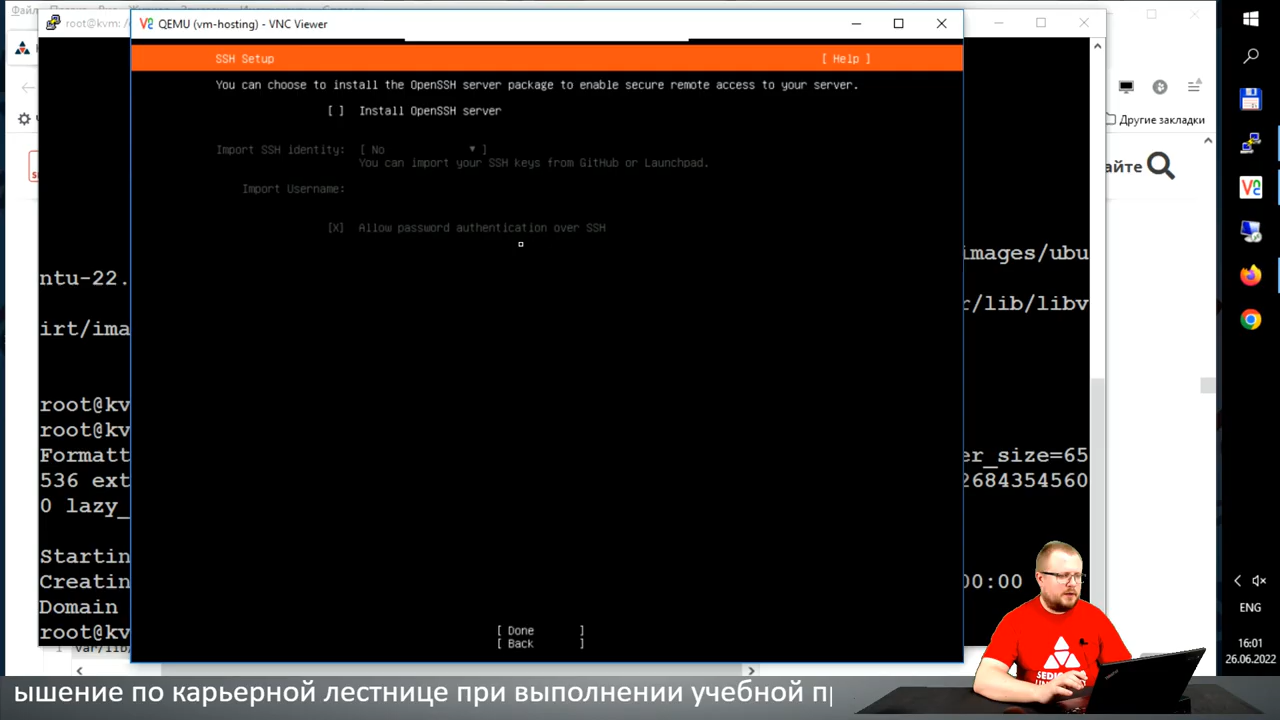 root@kvm: /
QEMU (vm-hosting) - VNC Viewer
SSH Setup [ Help ]
You can choose to install the OpenSSH server package to enable secure remote access to your server.
[ ] Install OpenSSH server
Import SSH identity: [ No ▼ ]
You can import your SSH keys from GitHub or Launchpad.
Import Username:
[X] Allow password authentication over SSH
[ Done ]
[ Back ]
Другие закладки
айте
images/ubu
ntu-22.
r/lib/libv
irt/ima
root@kv
root@kv
Formatt er_size=65
536 ext 2684354560
0 lazy_
Startin
Creatin 00:00
Domain
root@kv
var/lib/
ENG
16:01
26.06.2022
SEDIC
ышение по карьерной лестнице при выполнении учебной пр